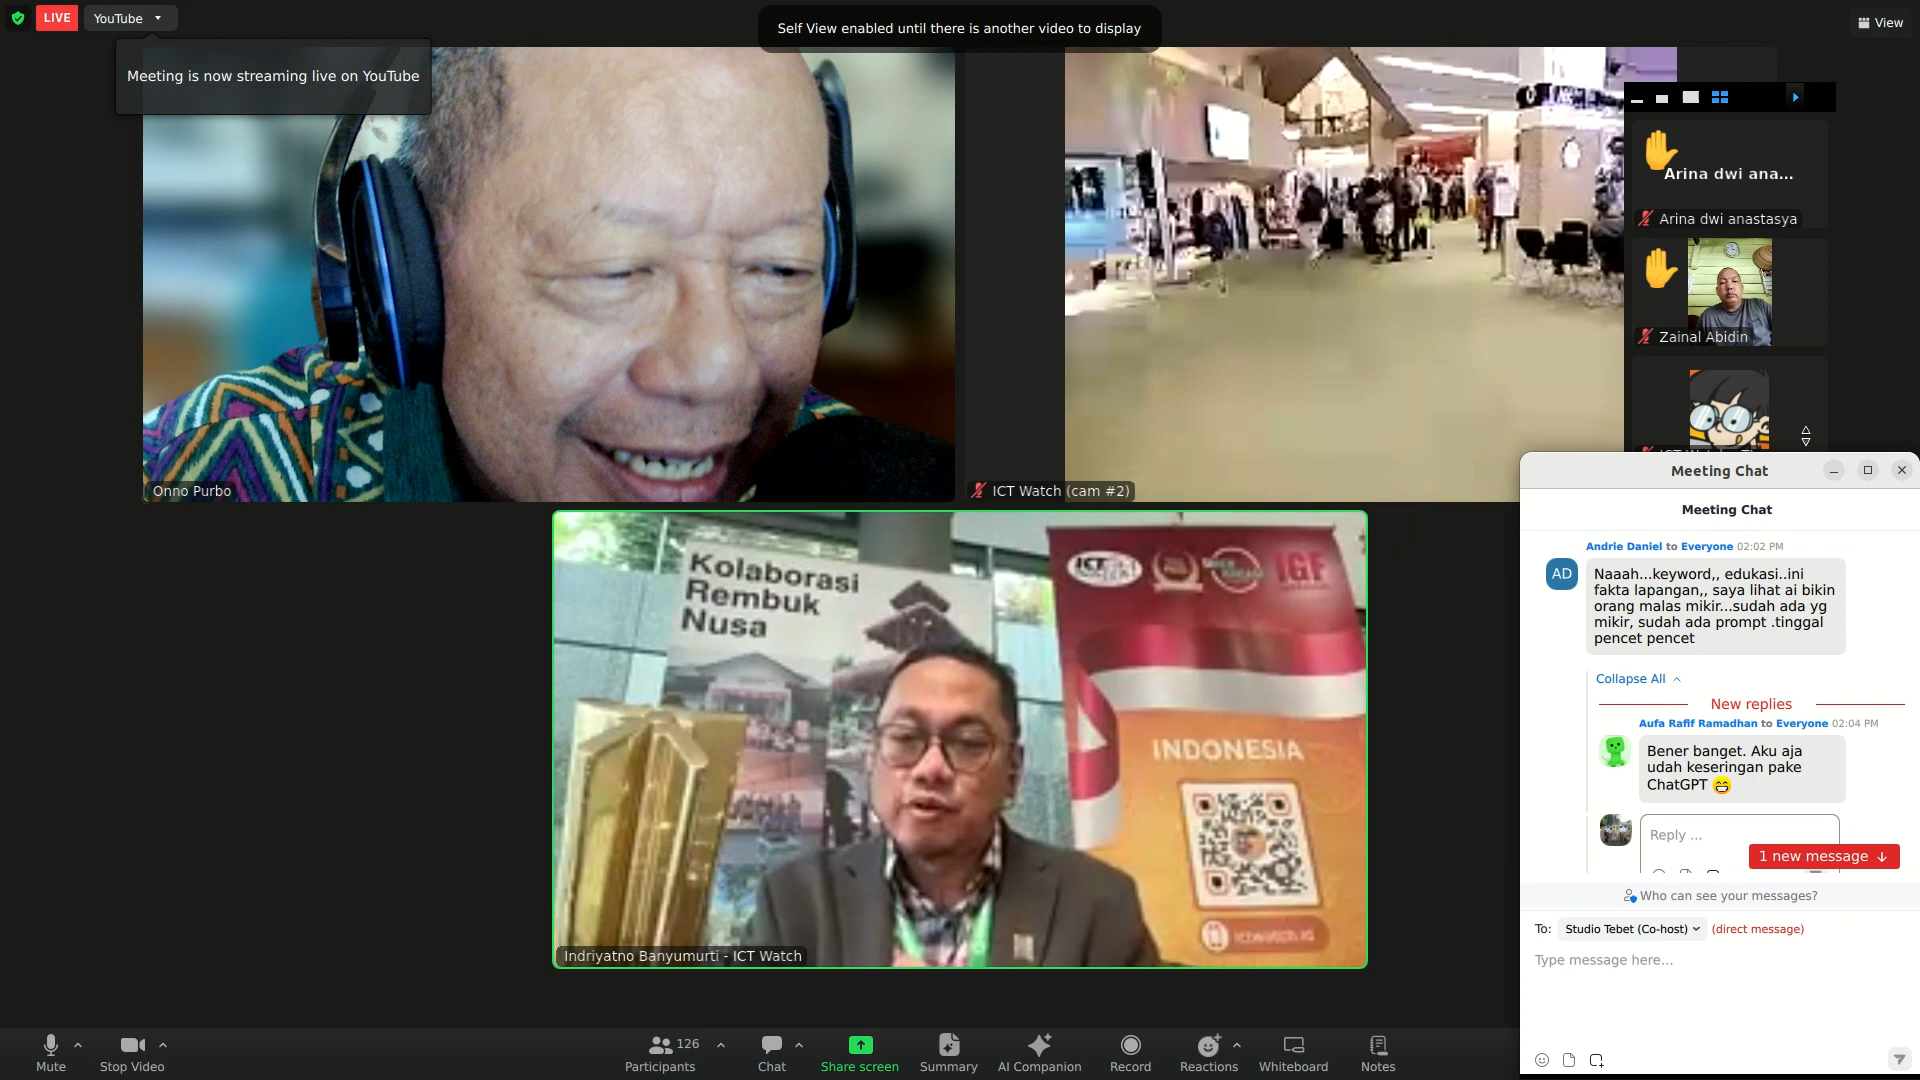 LIVE
YouTube
Self View enabled until there is another video to display
View
Meeting is now streaming live on YouTube
Arina dwi ana...
Arina dwi anastasya
Zainal Abidin
Onno Purbo
ICT Watch (cam #2)
Meeting Chat
Meeting Chat
Andrie Daniel to Everyone 02:02 PM
AD
Naaah...keyword,, edukasi..ini
fakta lapangan,, saya lihat ai bikin
orang malas mikir...sudah ada yg
mikir, sudah ada prompt .tinggal
pencet pencet
Collapse All
New replies
Aufa Rafif Ramadhan to Everyone 02:04 PM
Bener banget. Aku aja
udah keseringan pake
ChatGPT 😁
Reply ...
1 new message
Who can see your messages?
To: Studio Tebet (Co-host) (direct message)
Type message here...
Kolaborasi
Rembuk
Nusa
ICT
IGF
INDONESIA
ictwatch.id
Indriyatno Banyumurti - ICT Watch
Mute
Stop Video
126
Participants
Chat
Share screen
Summary
AI Companion
Record
Reactions
Whiteboard
Notes